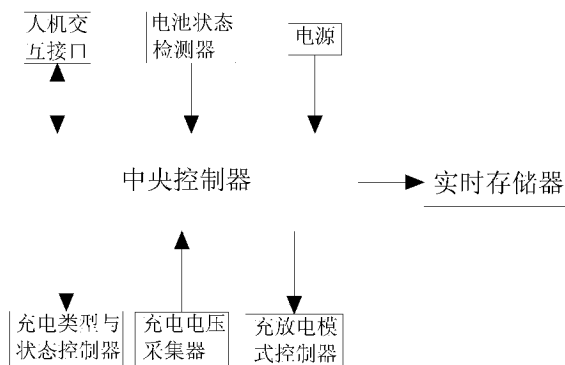 人机交
互接口
电池状态
检测器
电源
中央控制器
实时存储器
充电类型与
状态控制器
充电电压
采集器
充放电模
式控制器